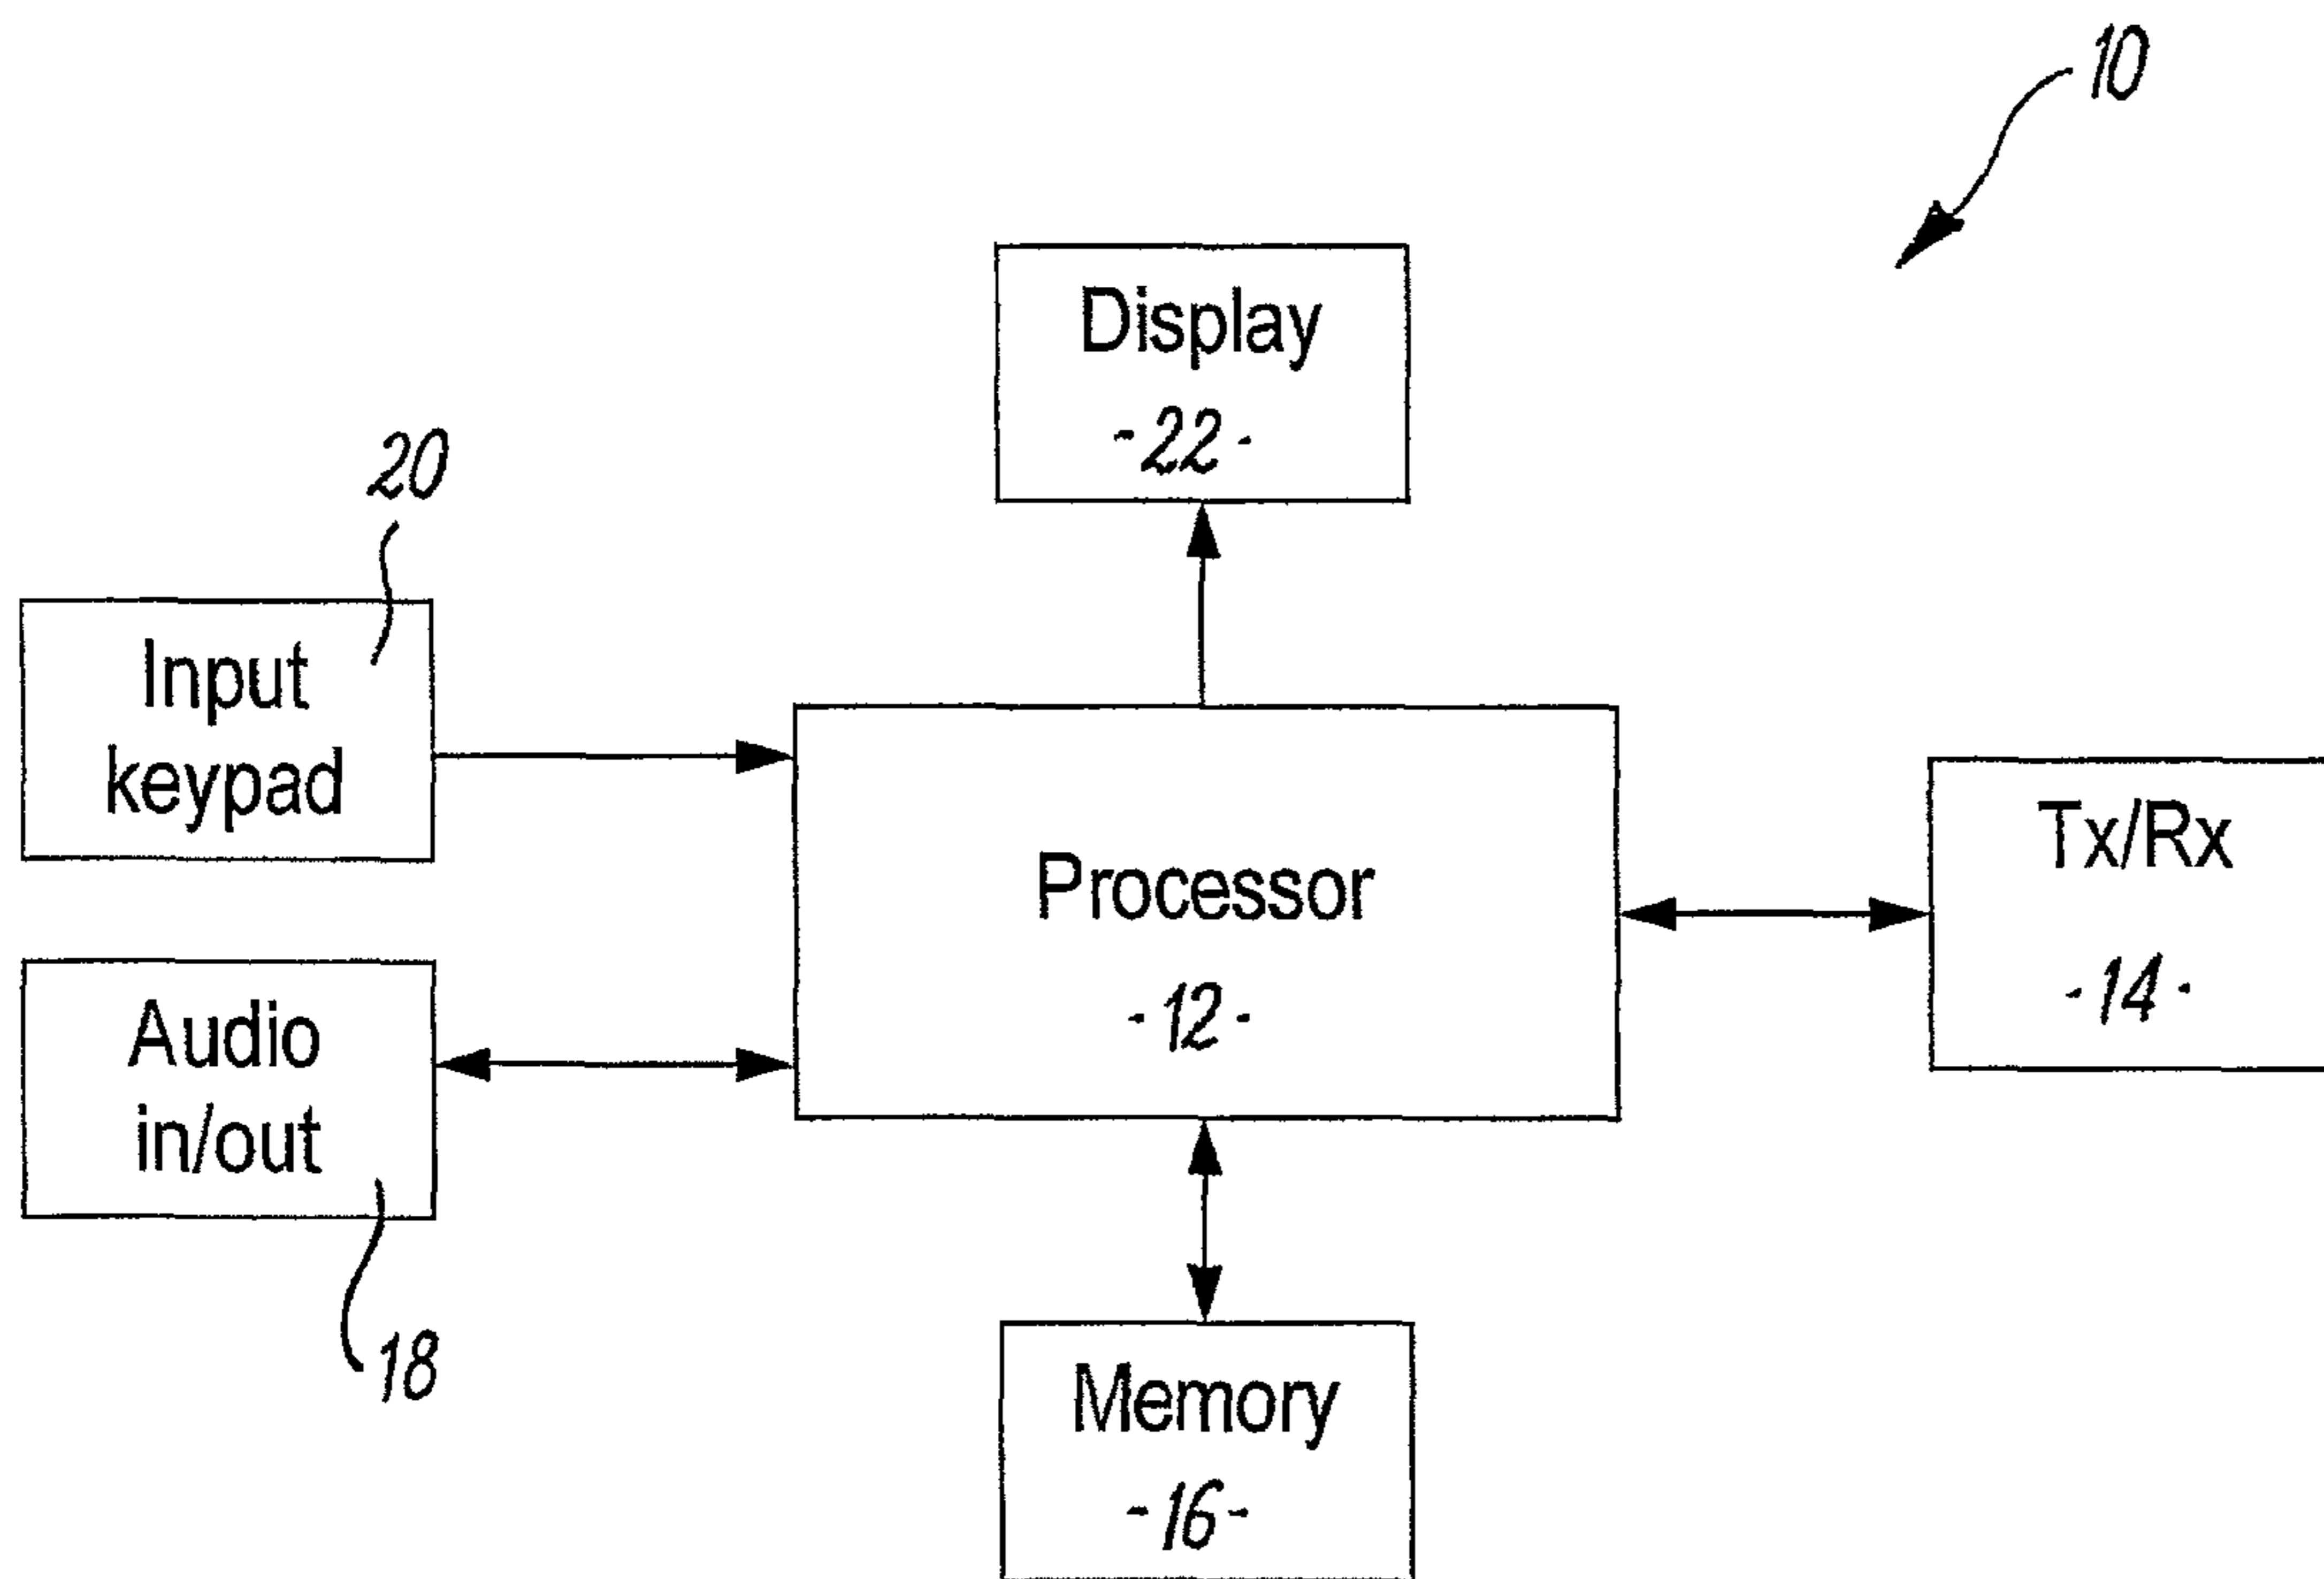 10
Display
-22-
20
Input
keypad
Processor
-12-
Tx/Rx
-14-
Audio
in/out
18
Memory
-16-